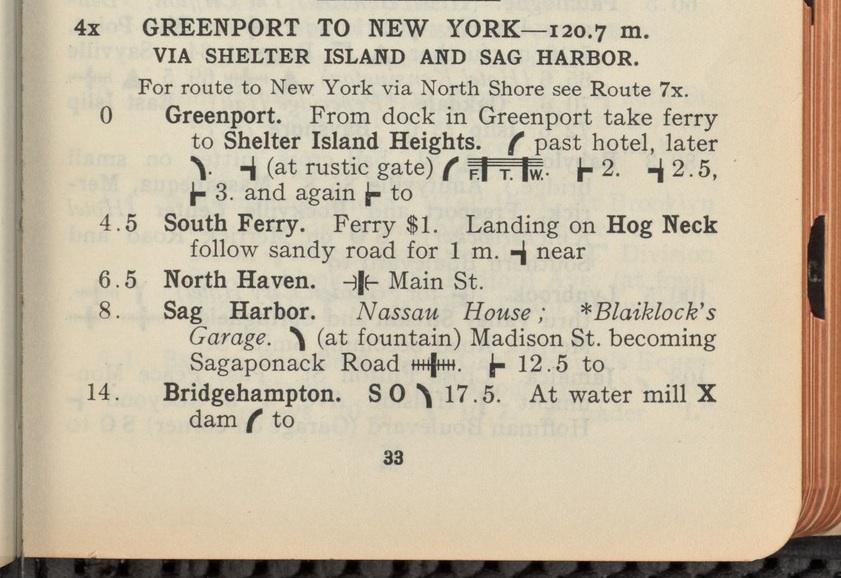 4x GREENPORT TO NEW YORK—120.7 m.
VIA SHELTER ISLAND AND SAG HARBOR.
For route to New York via North Shore see Route 7x.
0 Greenport. From dock in Greenport take ferry
to Shelter Island Heights. past hotel, later
. (at rustic gate) F. T. W. 2. 2.5,
3. and again to
4.5 South Ferry. Ferry $1. Landing on Hog Neck
follow sandy road for 1 m. near
6.5 North Haven. Main St.
8. Sag Harbor. Nassau House; *Blaiklock's
Garage. (at fountain) Madison St. becoming
Sagaponack Road . 12.5 to
14. Bridgehampton. S O 17.5. At water mill X
dam to
33